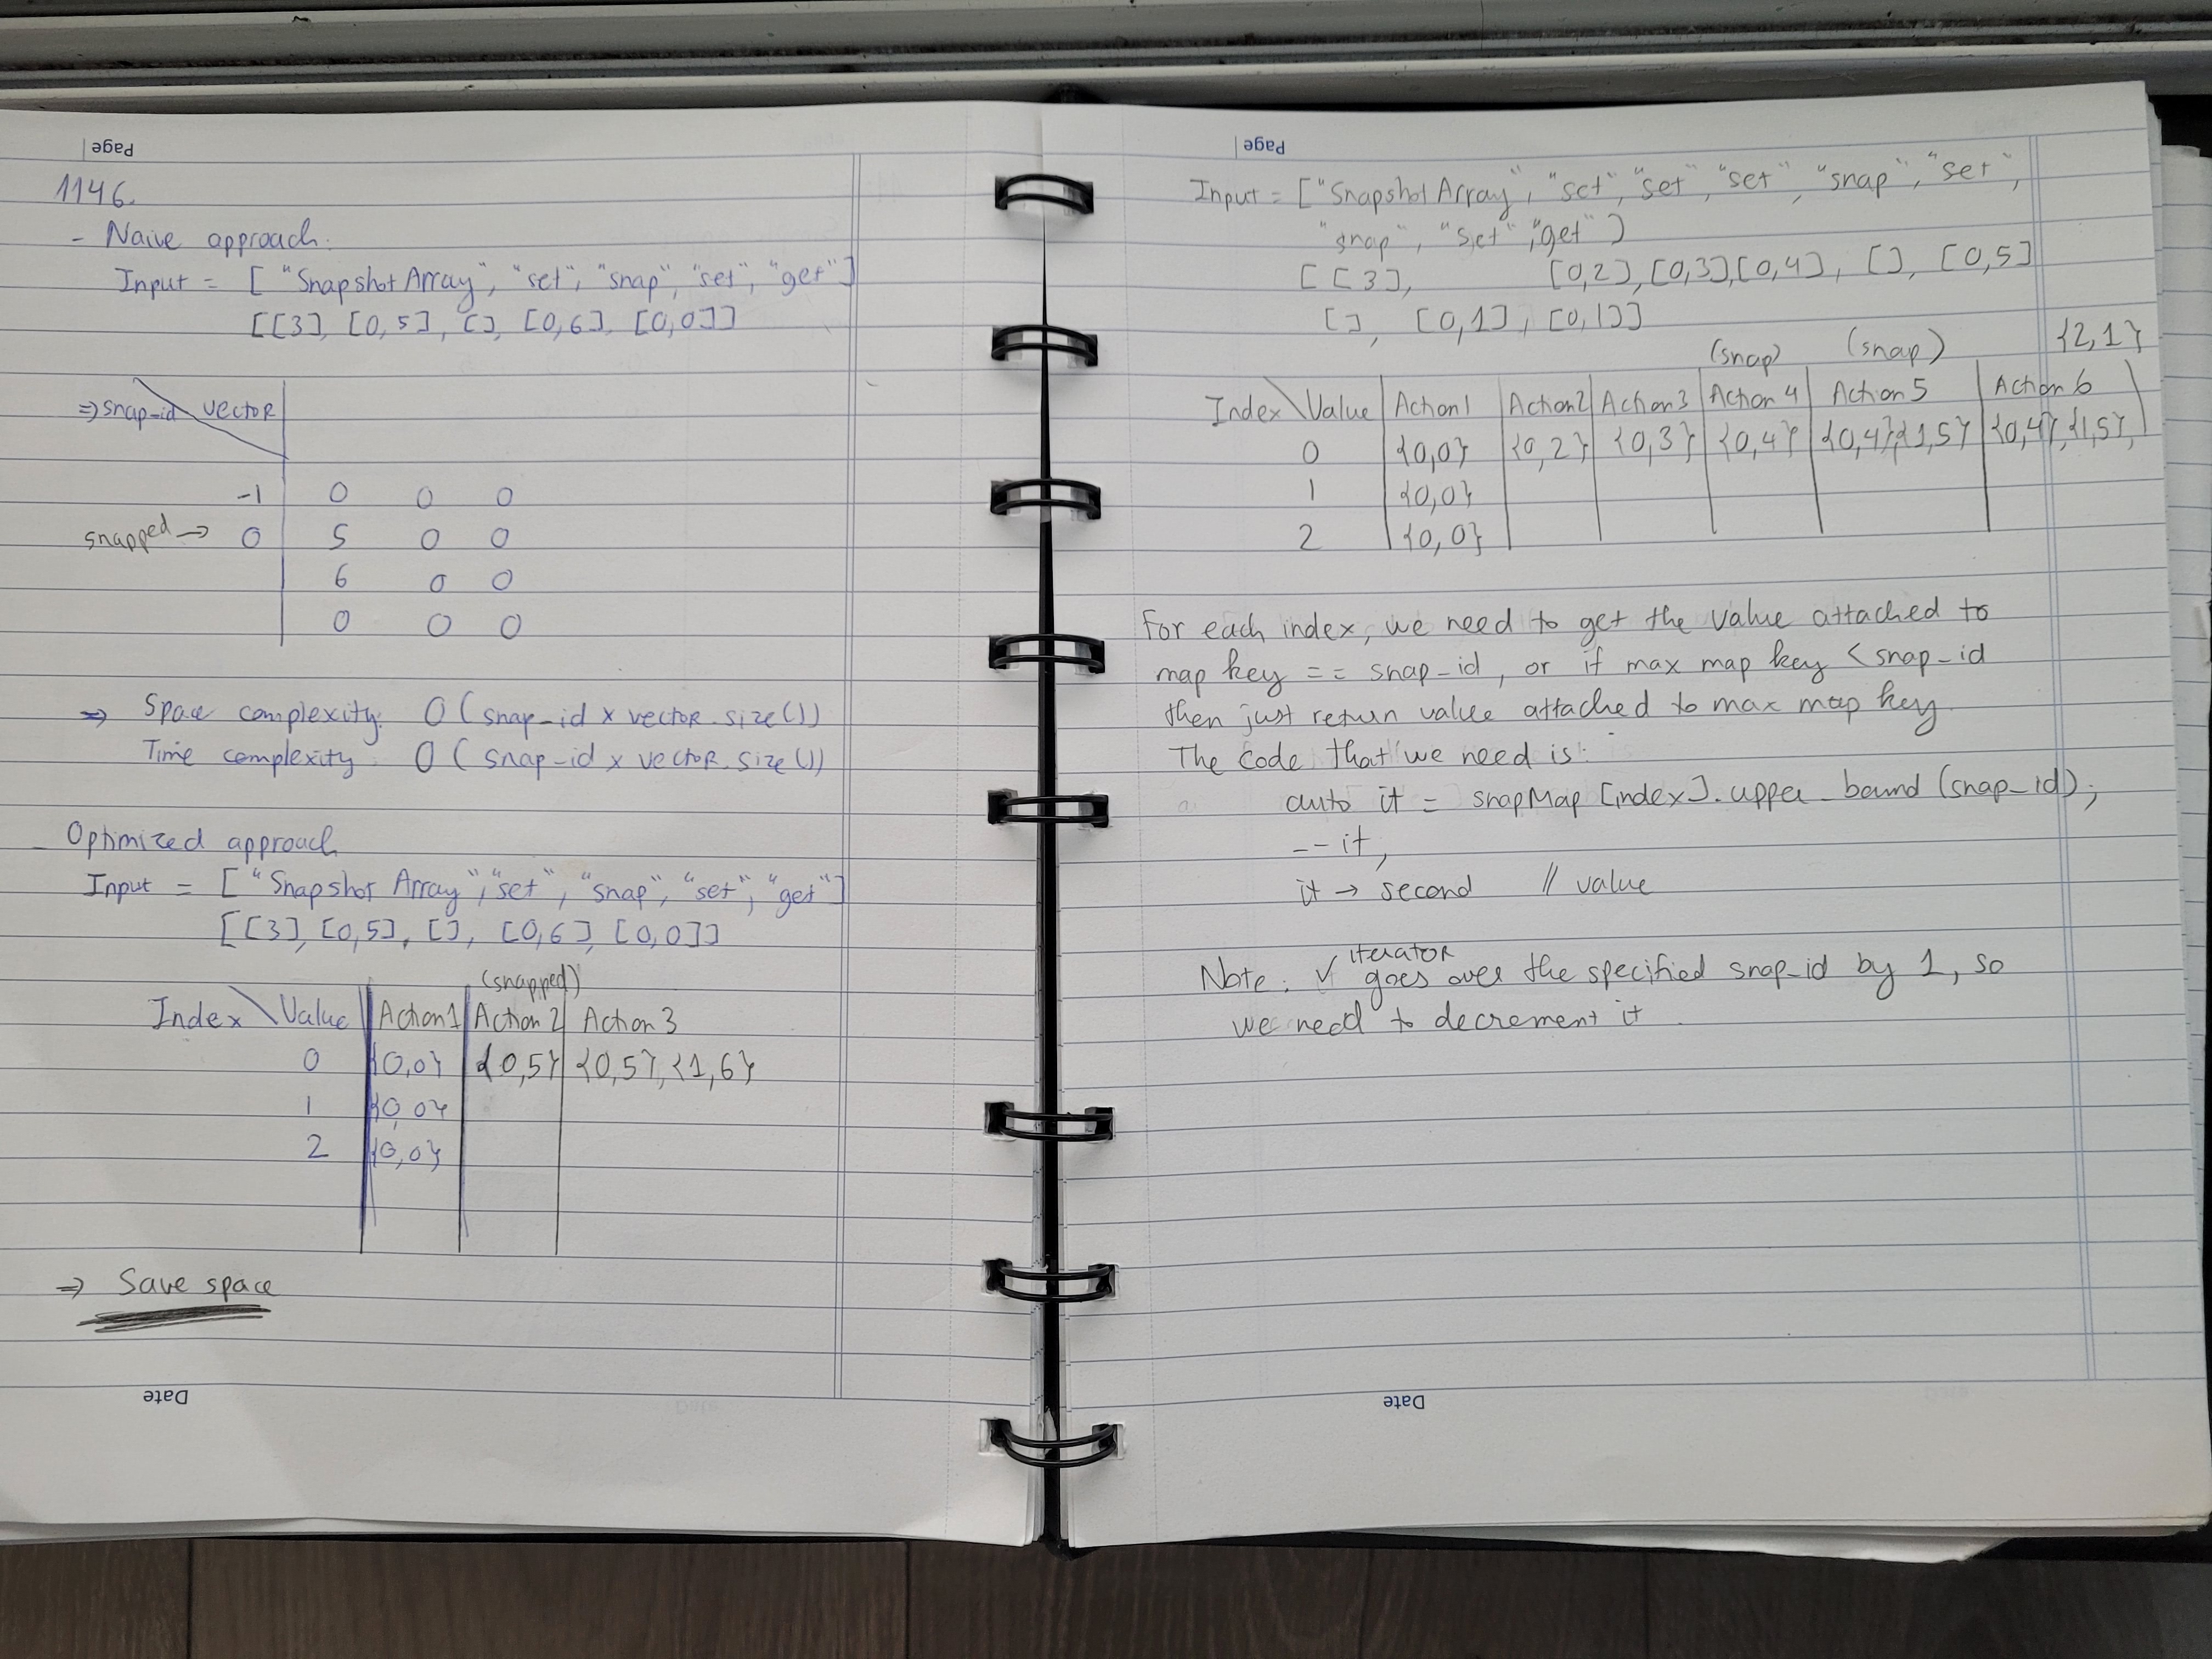 Page
1146.
- Naive approach:
Input = [ "SnapshotArray", "set", "snap", "set", "get"]
[[3], [0,5], [], [0,6], [0,0]]
=> snap-id vector
-1 0 0 0
snapped -> 0 5 0 0
6 0 0
0 0 0
=> Space complexity: O(snap-id x vector.size())
Time complexity: O(snap-id x vector.size())
- Optimized approach
Input = ["Snapshot Array", "set", "snap", "set", "get"]
[[3], [0,5], [], [0,6], [0,0]]
(snapped)
Index \ Value Action1 Action 2 Action 3
0 {0,0} {0,5} {0,5}, {1,6}
1 {0,0}
2 {0,0}
=> Save space
Date
Page
Input = ["SnapshotArray", "set", "set", "set", "snap", "set",
"snap", "set", "get"]
[[3], [0,2], [0,3] [0,4], [], [0,5]
[], [0,1], [0,1]]
(snap) (snap) {2,1}
Index \ Value Action1 Action2 Action 3 Action 4 Action 5 Action 6
0 {0,0} {0,2} {0,3} {0,4} {0,4},{1,5} {0,4},{1,5},
1 {0,0}
2 {0,0}
For each index, we need to get the value attached to
map key == snap-id, or if max map key < snap-id
then just return value attached to max map key.
The code that we need is:
auto it = snapMap [index].upper_bound (snap_id);
--it;
it -> second // value
iterator
Note: goes over the specified snap-id by 1, so
we need to decrement it.
Date